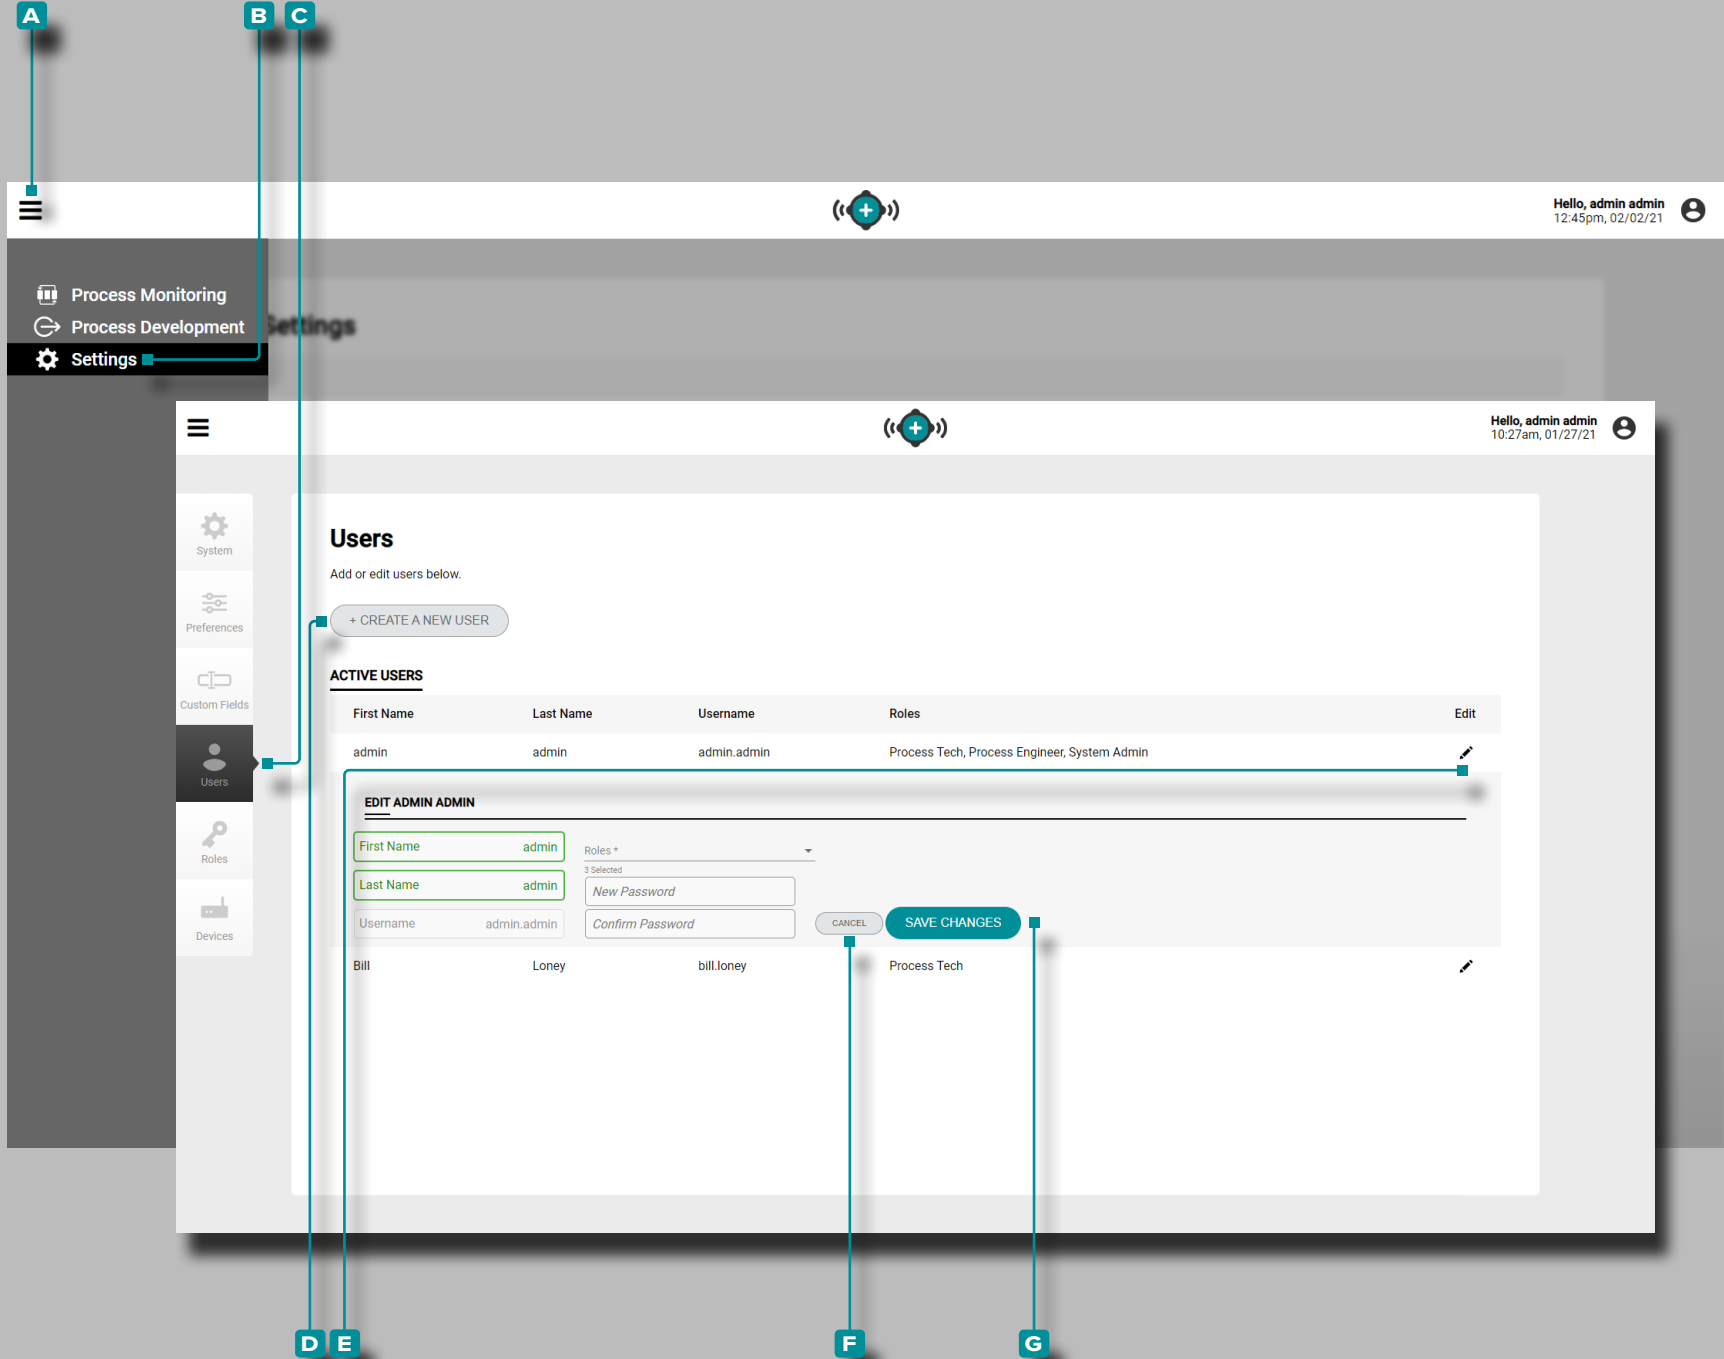 A
B
C
Hello, admin admin
12:45pm, 02/02/21
Process Monitoring
Process Development
Settings
Settings
Hello, admin admin
10:27am, 01/27/21
System
Preferences
Custom Fields
Users
Roles
Devices
Users
Add or edit users below.
+ CREATE A NEW USER
ACTIVE USERS
First Name Last Name Username Roles Edit
admin admin admin.admin Process Tech, Process Engineer, System Admin
EDIT ADMIN ADMIN
First Name admin
Last Name admin
Username admin.admin
Roles *
3 Selected
New Password
Confirm Password
CANCEL
SAVE CHANGES
Bill Loney bill.loney Process Tech
D
E
F
G